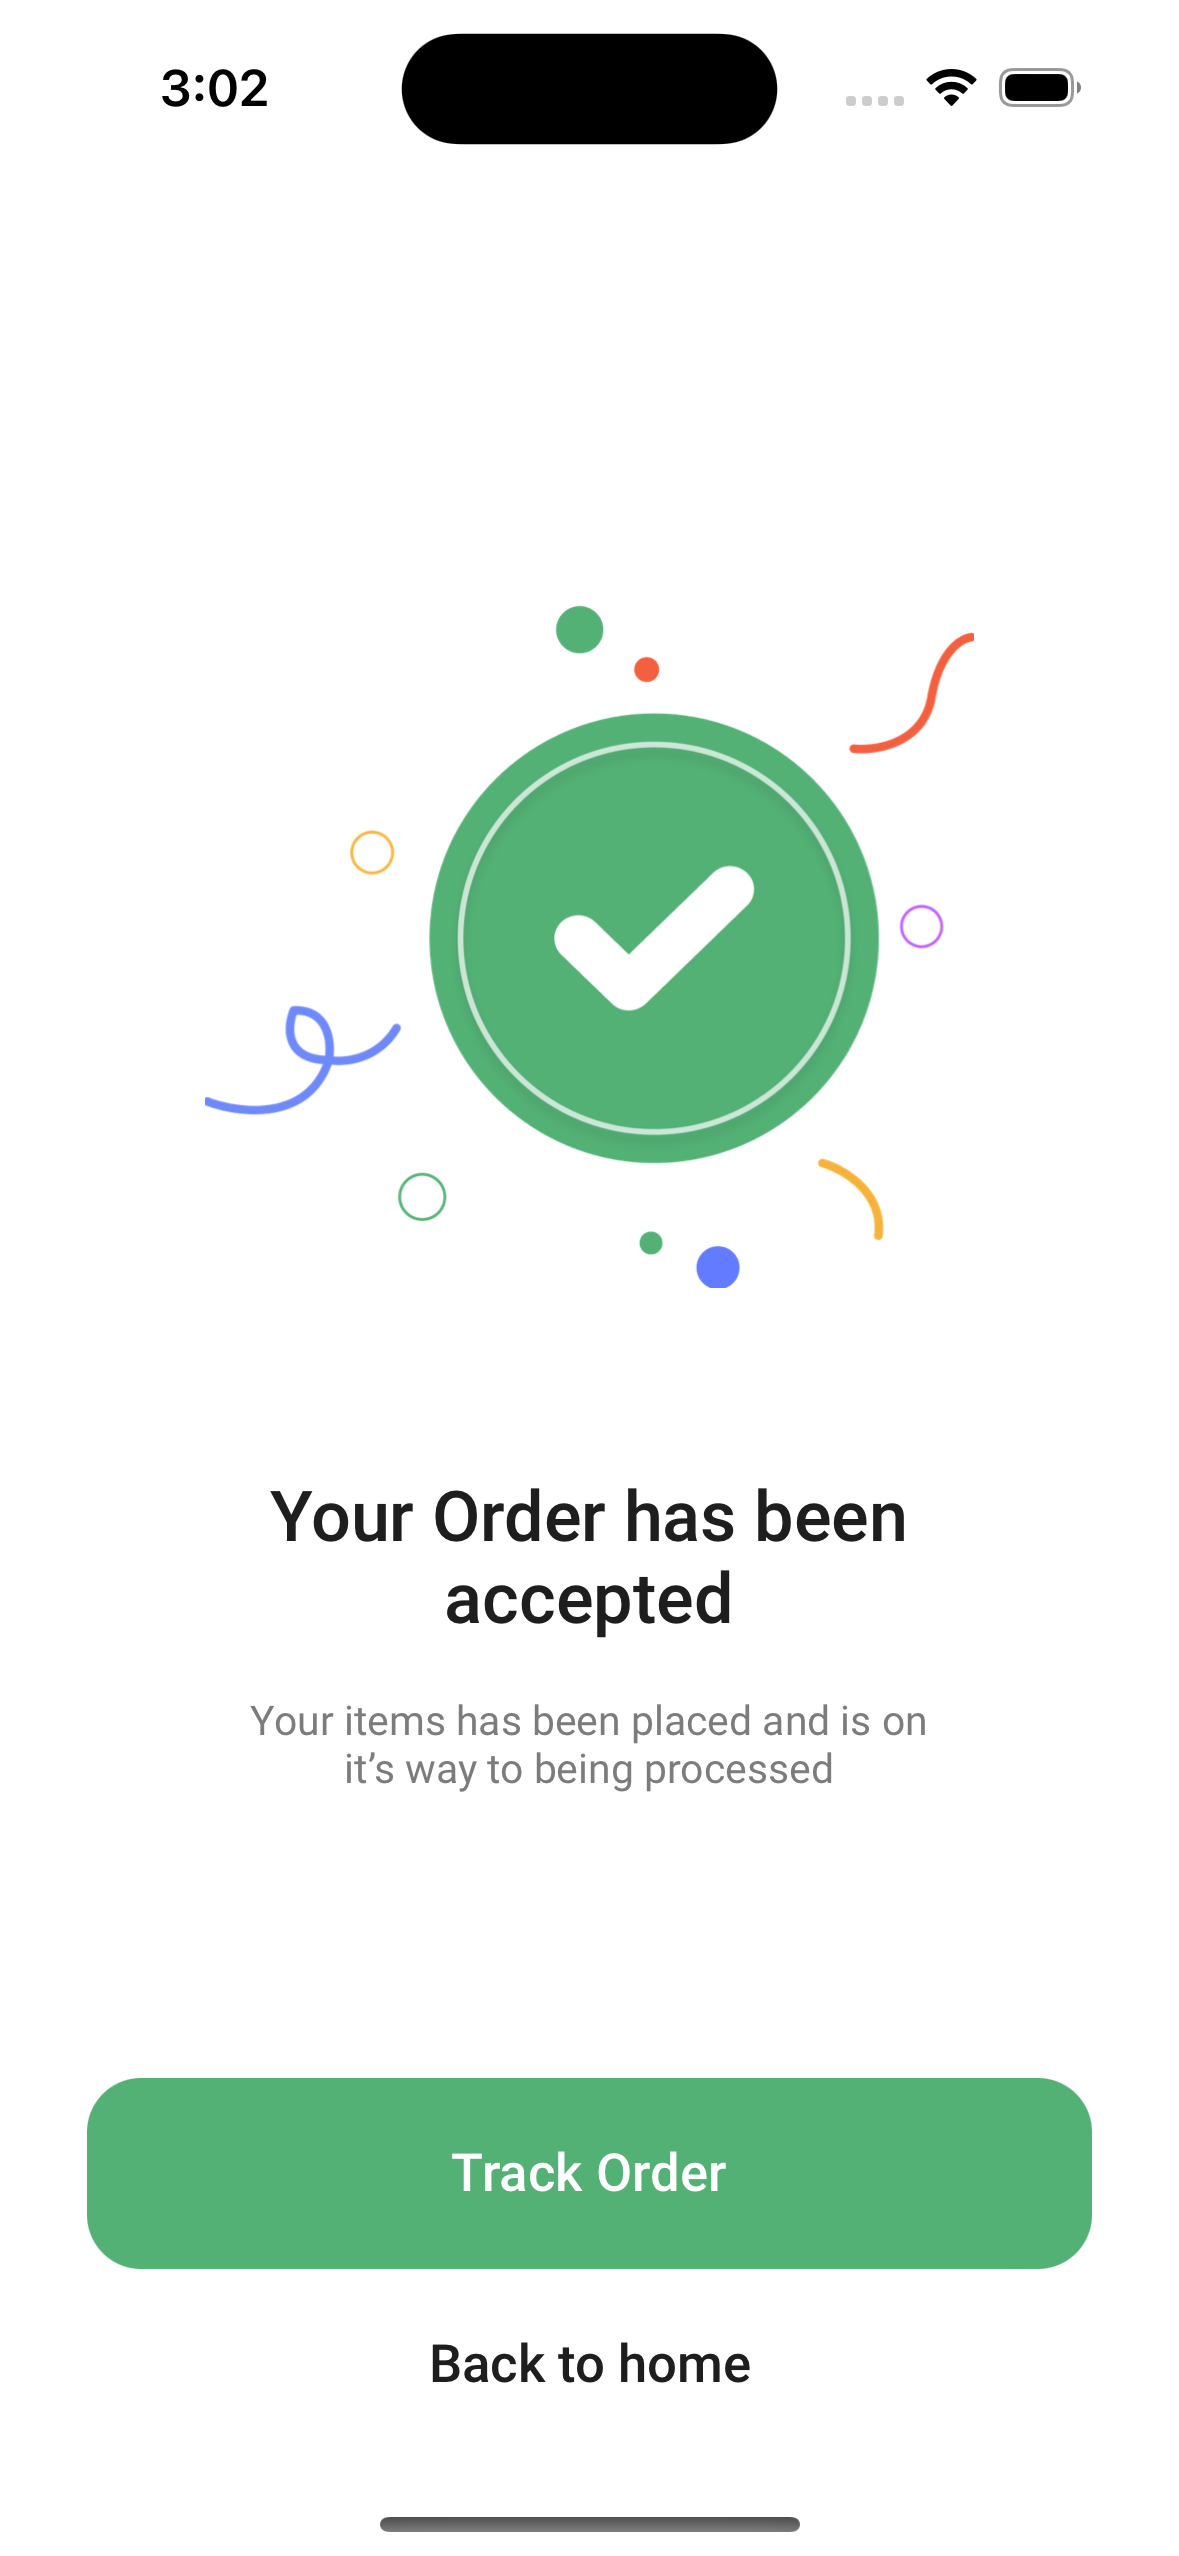 3:02
Your Order has been
accepted
Your items has been placed and is on
it’s way to being processed
Track Order
Back to home